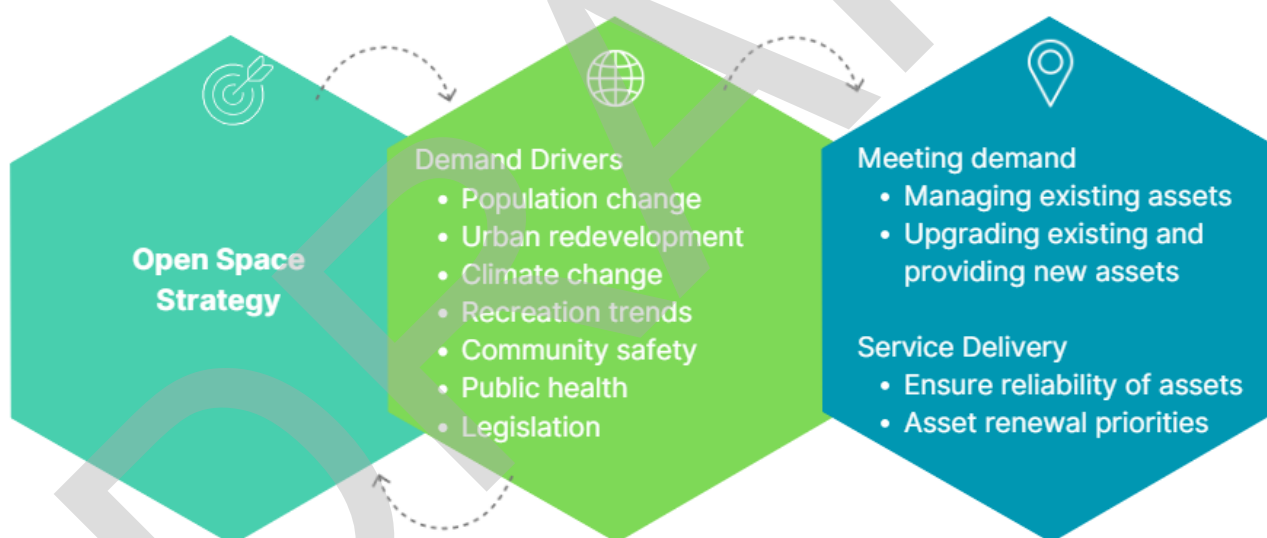 Open Space
Strategy
Demand Drivers
• Population change
• Urban redevelopment
• Climate change
• Recreation trends
• Community safety
• Public health
• Legislation
Meeting demand
• Managing existing assets
• Upgrading existing and
providing new assets
Service Delivery
• Ensure reliability of assets
• Asset renewal priorities